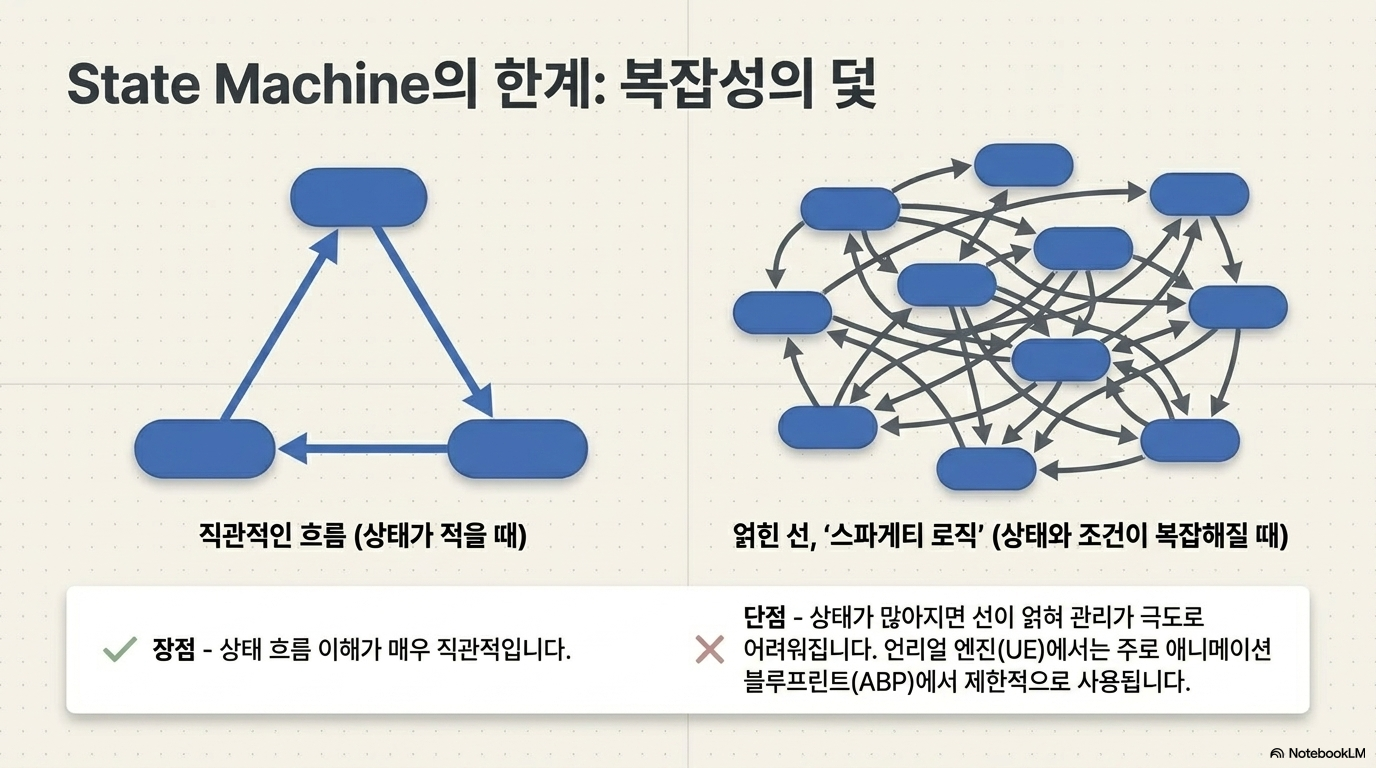 State Machine의 한계: 복잡성의 덫
직관적인 흐름 (상태가 적을 때)
얽힌 선, ‘스파게티 로직’ (상태와 조건이 복잡해질 때)
장점 - 상태 흐름 이해가 매우 직관적입니다.
단점 - 상태가 많아지면 선이 얽혀 관리가 극도로
어려워집니다. 언리얼 엔진(UE)에서는 주로 애니메이션
블루프린트(ABP)에서 제한적으로 사용됩니다.
NotebookLM